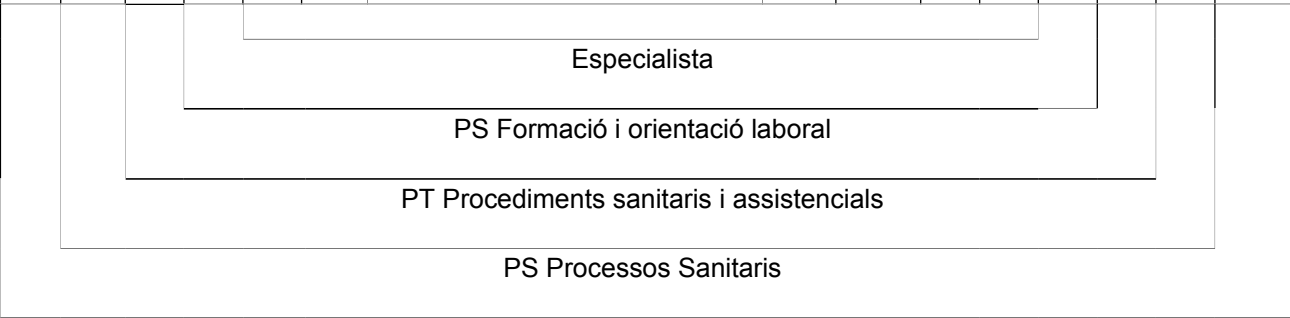 Especialista
PS Formació i orientació laboral
PT Procediments sanitaris i assistencials
PS Processos Sanitaris